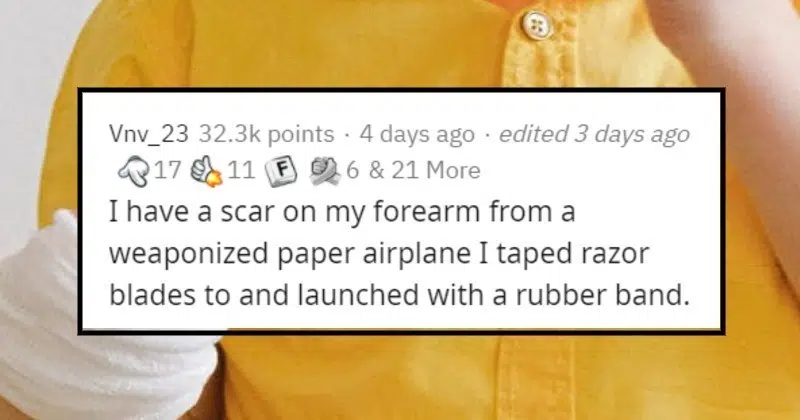 Vnv_23 32.3k points · 4 days ago · edited 3 days ago
17 11 F 6 & 21 More
I have a scar on my forearm from a
weaponized paper airplane I taped razor
blades to and launched with a rubber band.